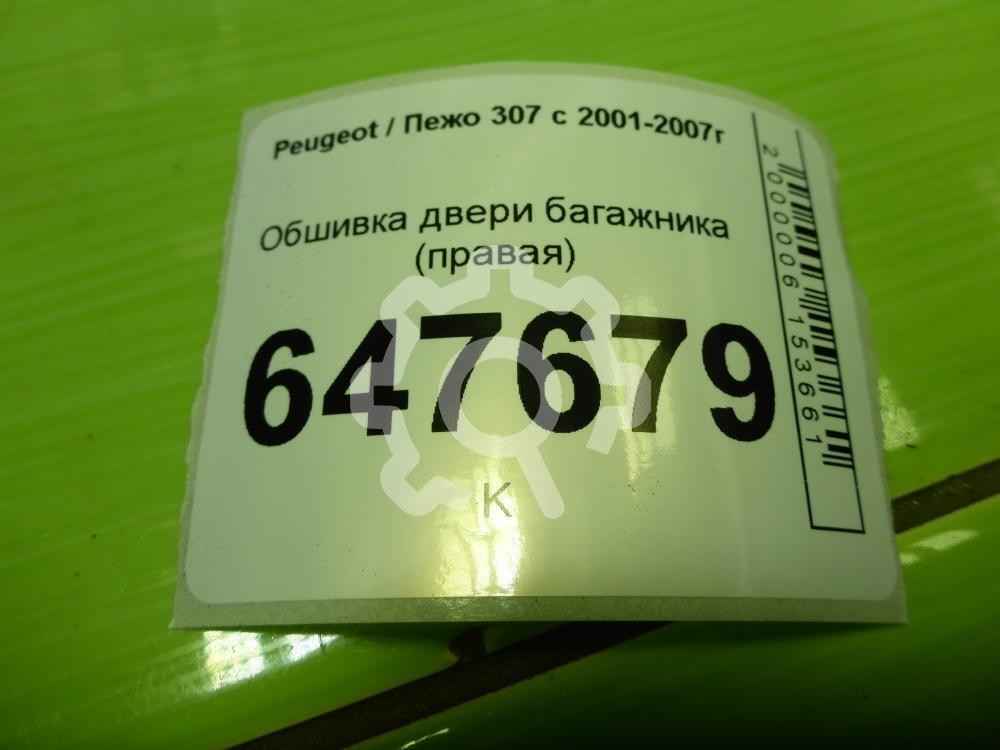 Peugeot / Пежо 307 с 2001-2007г
Обшивка двери багажника
(правая)
647679
К
2000006153661